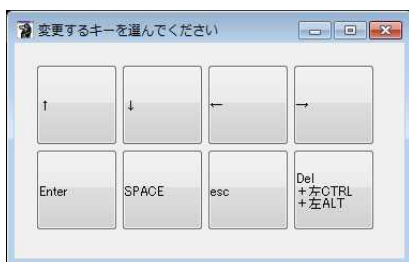 変更するキーを選んでください
↑ ↓ ← →
Enter SPACE esc Del
+左CTRL
+左ALT